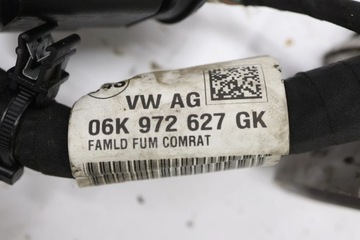 VW AG
06K 972 627 GK
FAMLD FUM COMRAT